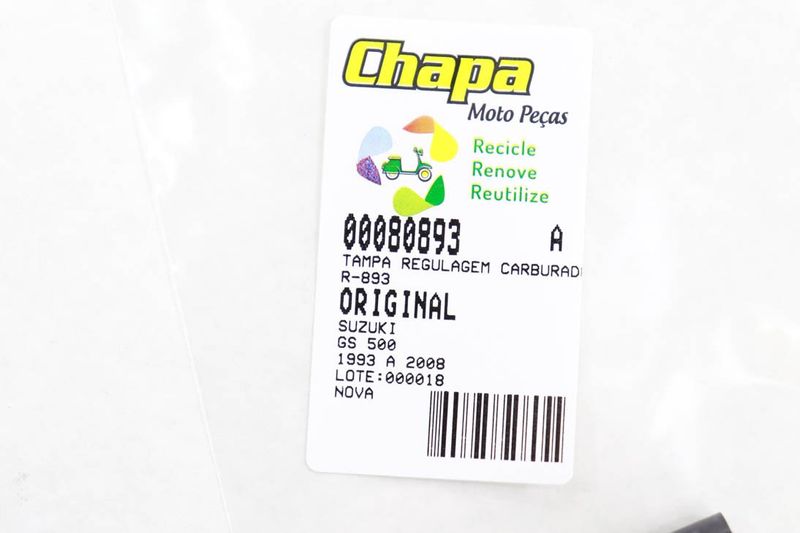 Chapa
Moto Peças
Recicle
Renove
Reutilize
00080893 A
TAMPA REGULAGEM CARBURAD
R-893
ORIGINAL
SUZUKI
GS 500
1993 A 2008
LOTE:000018
NOVA